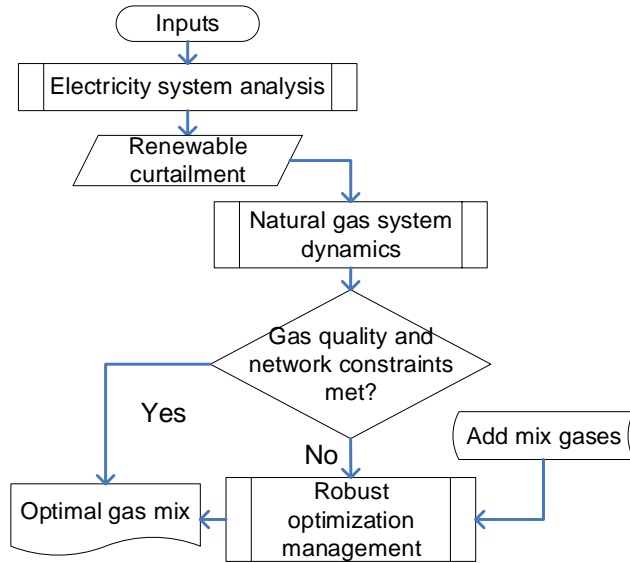 Inputs
Electricity system analysis
Renewable
curtailment
Natural gas system
dynamics
Gas quality and
network constraints
met?
Yes
No
Add mix gases
Optimal gas mix
Robust
optimization
management